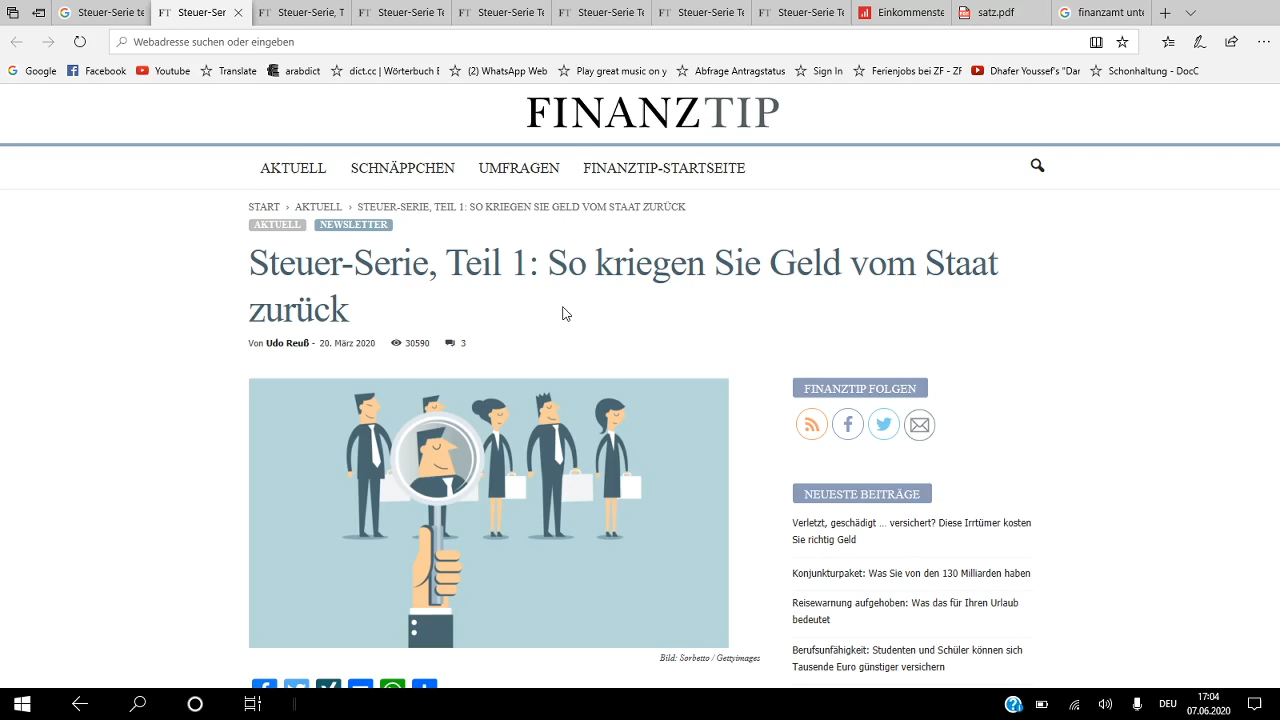 Steuer-Serie te
Steuer-Ser
Steuer-Serie, T
Steuer-Serie Te
Steuer-Serie Te
Steuer-Serie Te
Steuer-Serie Te
Steuer-Serie Te
Einkommenste
satz.pdf
finanzamt unte
Webadresse suchen oder eingeben
Google
Facebook
Youtube
Translate
arabdict
dict.cc | Wörterbuch E
(2) WhatsApp Web
Play great music on y
Abfrage Antragstatus
Sign In
Ferienjobs bei ZF - ZF
Dhafer Youssef's "Dar
Schonhaltung - DocC
FINANZTIP
AKTUELL SCHNÄPPCHEN UMFRAGEN FINANZTIP-STARTSEITE
START › AKTUELL › STEUER-SERIE, TEIL 1: SO KRIEGEN SIE GELD VOM STAAT ZURÜCK
AKTUELL NEWSLETTER
Steuer-Serie, Teil 1: So kriegen Sie Geld vom Staat
zurück
Von Udo Reuß - 20. März 2020 30590 3
Bild: Sorbetto / Gettyimages
FINANZTIP FOLGEN
NEUESTE BEITRÄGE
Verletzt, geschädigt … versichert? Diese Irrtümer kosten
Sie richtig Geld
Konjunkturpaket: Was Sie von den 130 Milliarden haben
Reisewarnung aufgehoben: Was das für Ihren Urlaub
bedeutet
Berufsunfähigkeit: Studenten und Schüler können sich
Tausende Euro günstiger versichern
DEU
17:04
07.06.2020